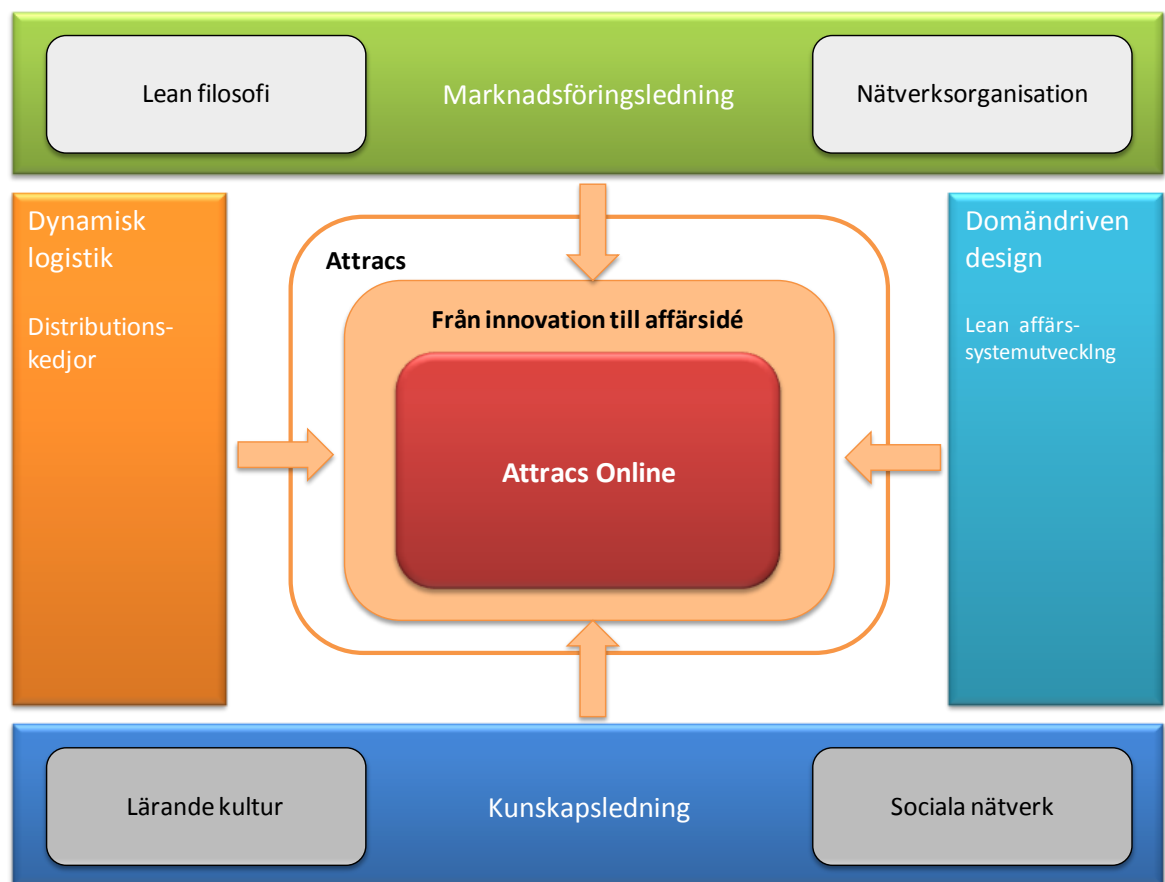 Lean filosofi
Marknadsföringsledning
Nätverksorganisation
Dynamisk
logistik
Distributions-
kedjor
Attracs
Från innovation till affärsidé
Attracs Online
Domändriven
design
Lean affärs-
systemutvecklng
Lärande kultur
Kunskapsledning
Sociala nätverk